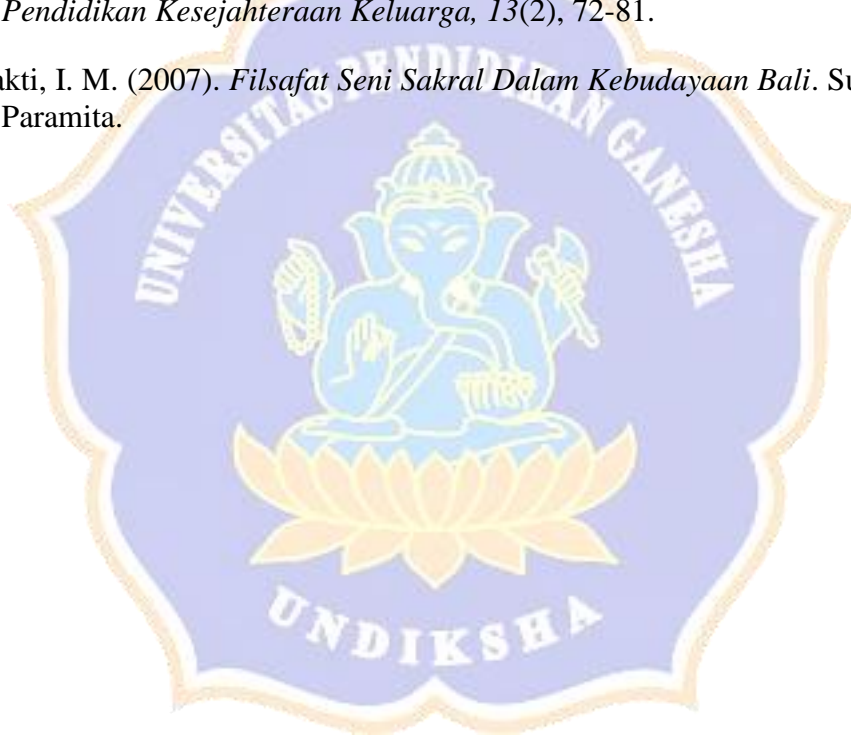 Pendidikan Kesejahteraan Keluarga, 13(2), 72-81.
akti, I. M. (2007). Filsafat Seni Sakral Dalam Kebudayaan Bali. Su
Paramita.
UNIVERSITAS PENDIDIKAN GANESHA
UNDIKSHA